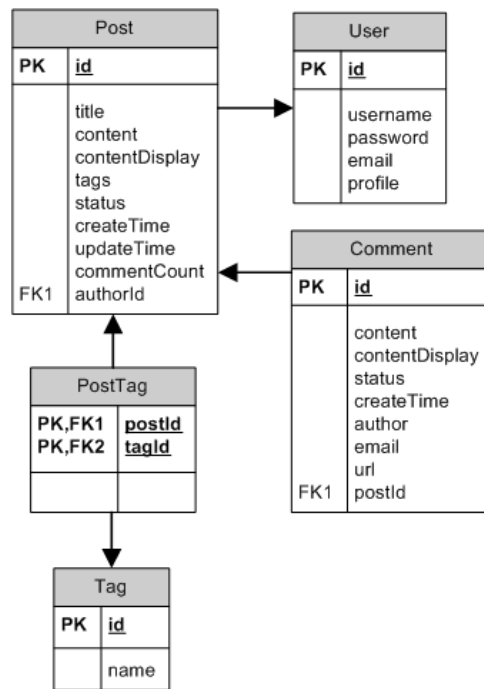 Post
PK id
title
content
contentDisplay
tags
status
createTime
updateTime
commentCount
FK1 authorId
User
PK id
username
password
email
profile
Comment
PK id
content
contentDisplay
status
createTime
author
email
url
FK1 postId
PostTag
PK,FK1 postId
PK,FK2 tagId
Tag
PK id
name